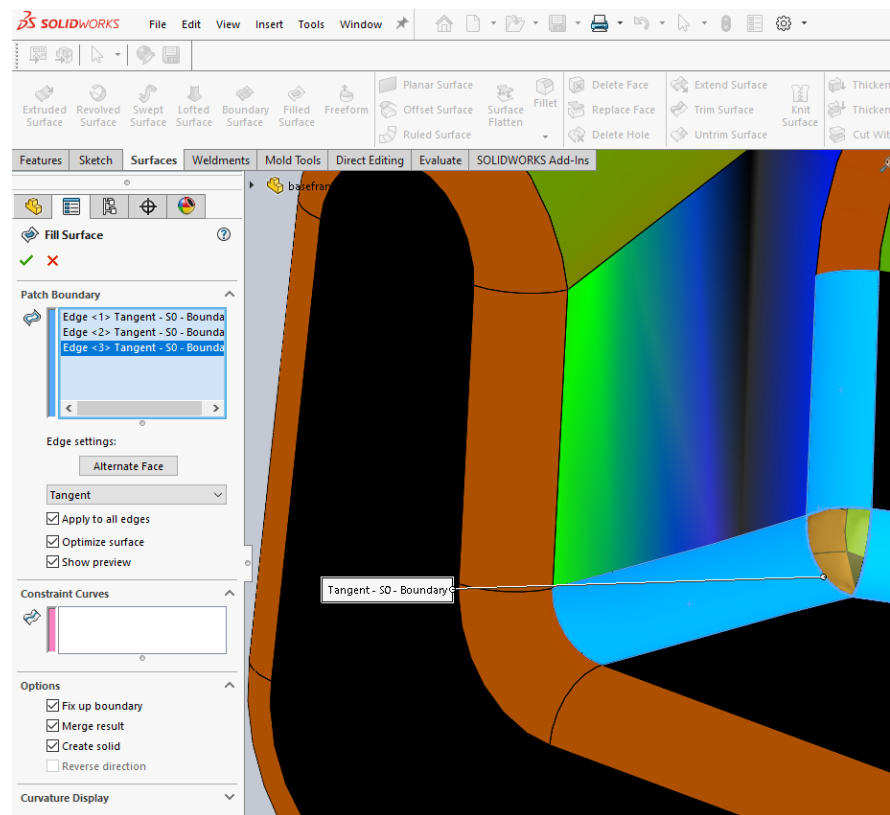 SOLIDWORKS File Edit View Insert Tools Window
Extruded Surface
Revolved Surface
Swept Surface
Lofted Surface
Boundary Surface
Filled Surface
Freeform
Planar Surface
Offset Surface
Ruled Surface
Surface Flatten
Fillet
Delete Face
Replace Face
Delete Hole
Extend Surface
Trim Surface
Untrim Surface
Knit Surface
Thicken
Thicken
Cut Wit
Features Sketch Surfaces Weldments Mold Tools Direct Editing Evaluate SOLIDWORKS Add-Ins
basefran
Fill Surface
Patch Boundary
Edge <1> Tangent - S0 - Bounda
Edge <2> Tangent - S0 - Bounda
Edge <3> Tangent - S0 - Bounda
Edge settings:
Alternate Face
Tangent
Apply to all edges
Optimize surface
Show preview
Tangent - S0 - Boundary
Constraint Curves
Options
Fix up boundary
Merge result
Create solid
Reverse direction
Curvature Display